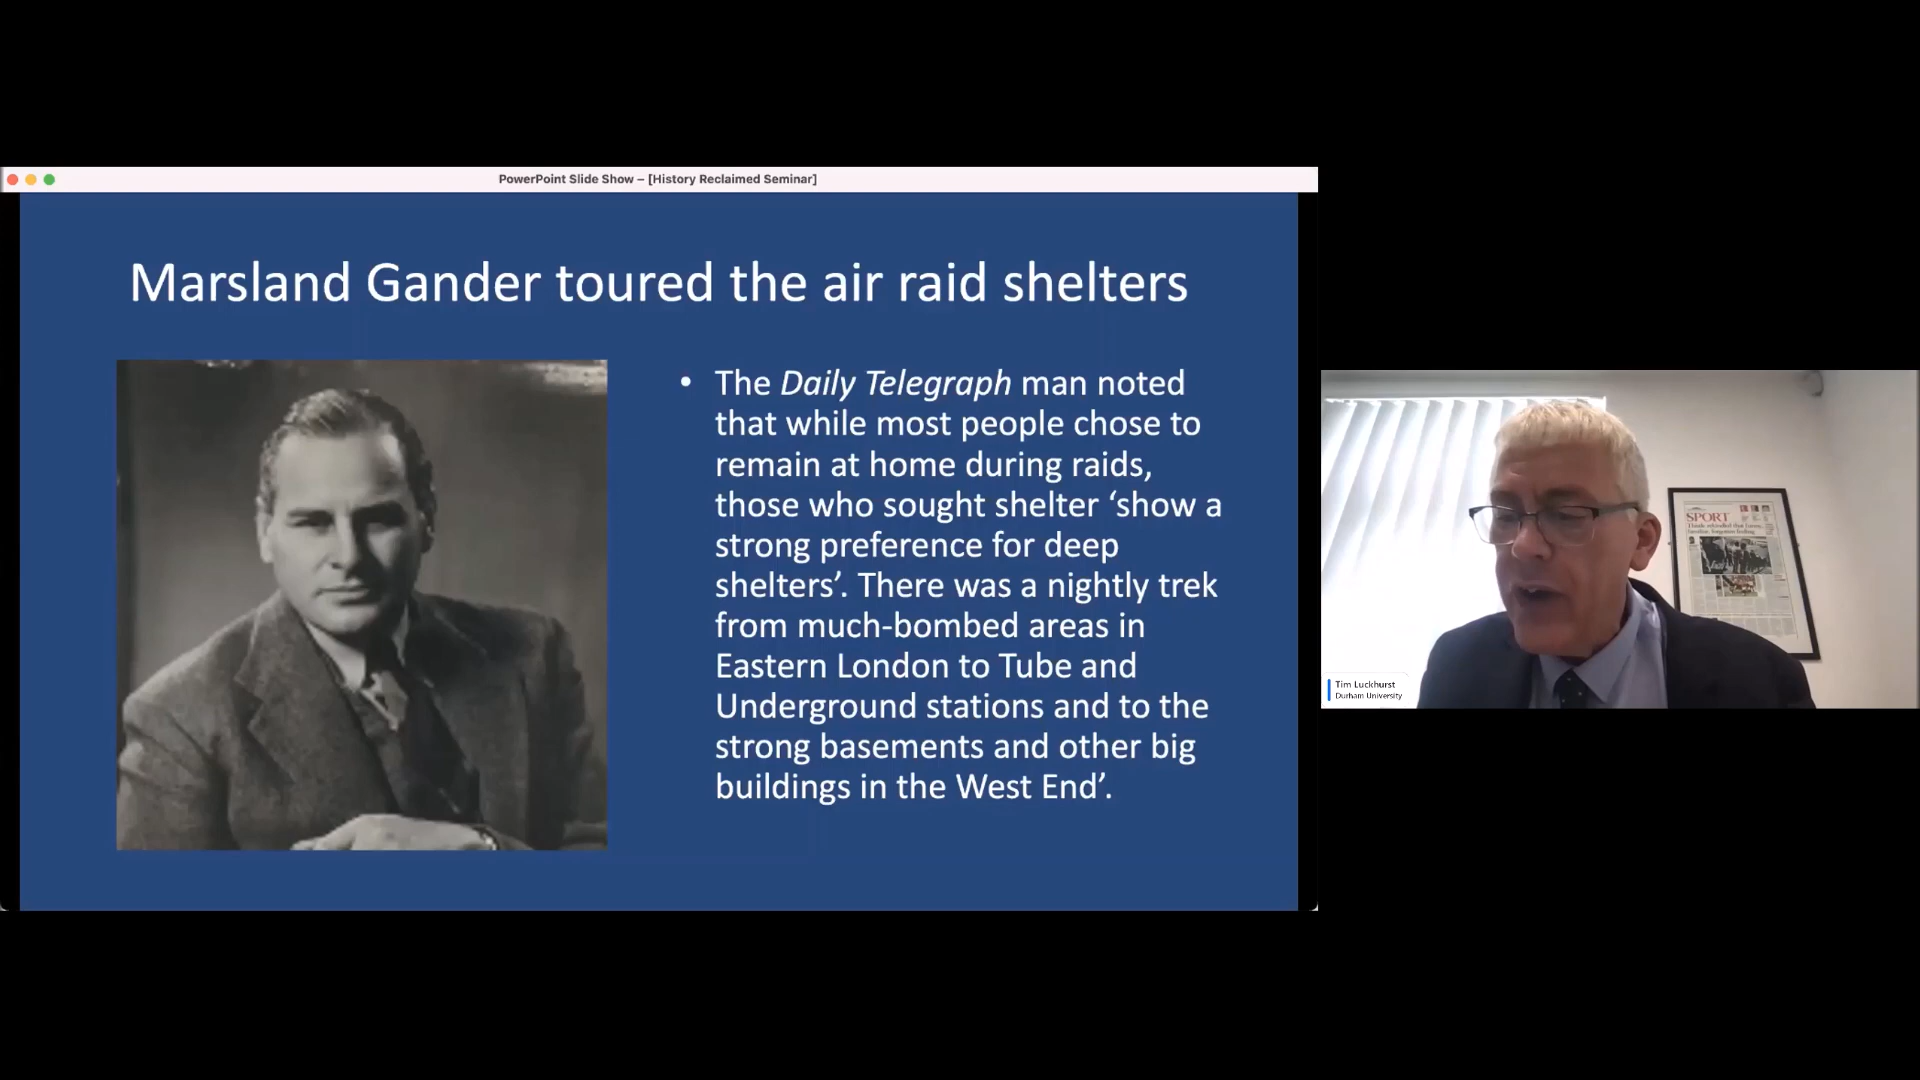 PowerPoint Slide Show – [History Reclaimed Seminar]
Marsland Gander toured the air raid shelters
• The Daily Telegraph man noted
that while most people chose to
remain at home during raids,
those who sought shelter ‘show a
strong preference for deep
shelters’. There was a nightly trek
from much-bombed areas in
Eastern London to Tube and
Underground stations and to the
strong basements and other big
buildings in the West End’.
SPORT
Tim Luckhurst
Durham University